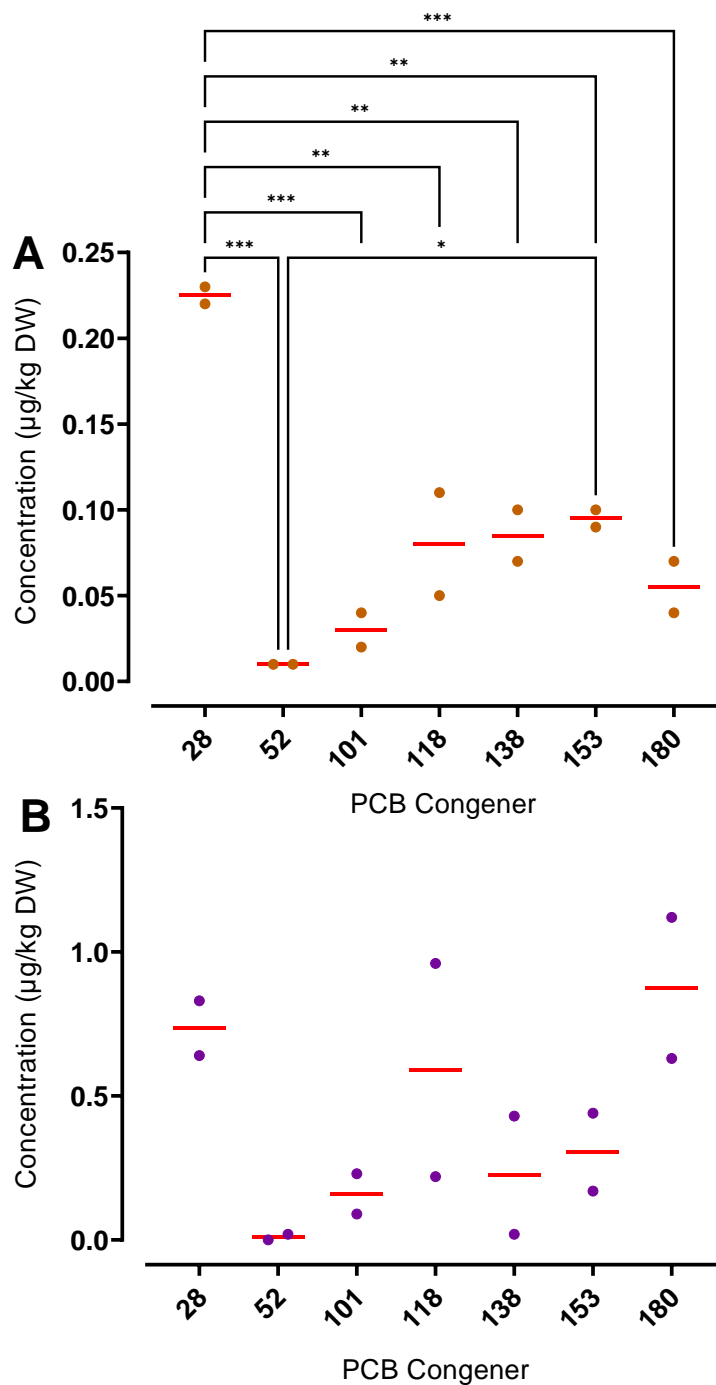 ***
**
**
**
***
*** *
A
0.25
0.20
0.15
0.10
0.05
0.00
Concentration (µg/kg DW)
28 52 101 118 138 153 180
PCB Congener
B
1.5
1.0
0.5
0.0
Concentration (µg/kg DW)
28 52 101 118 138 153 180
PCB Congener